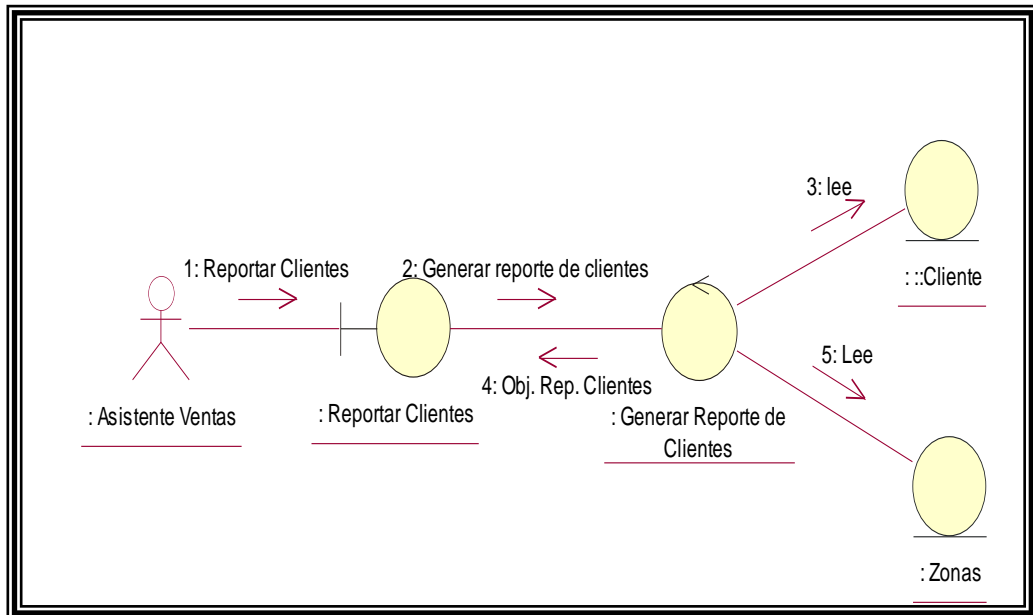 3: lee
: ::Cliente
1: Reportar Clientes
2: Generar reporte de clientes
5: Lee
4: Obj. Rep. Clientes
: Asistente Ventas
: Reportar Clientes
: Generar Reporte de
Clientes
: Zonas